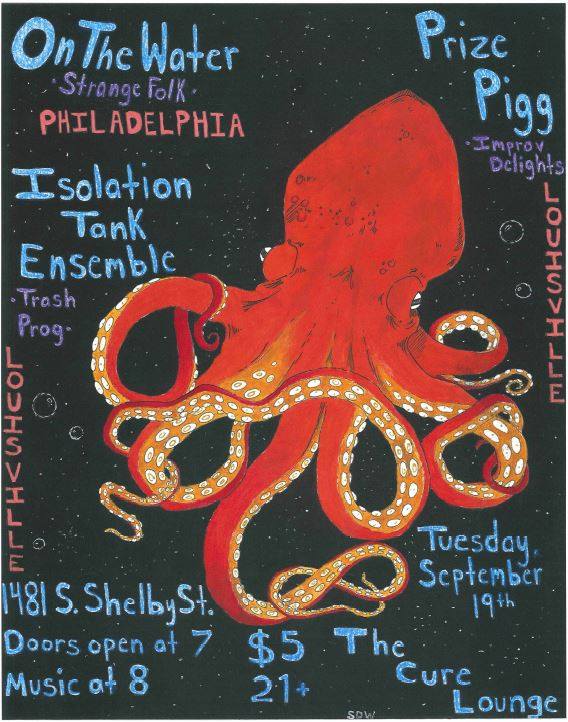 On The Water
·Strange Folk·
PHILADELPHIA
Prize
Pigg
·Improv
Delights
LOUISVILLE
Isolation
Tank
Ensemble
·Trash
Prog·
LOUISVILLE
Tuesday,
September
19th
1481 S. Shelby St.
Doors open at 7
Music at 8
$5
21+
The
Cure
Lounge
SDW